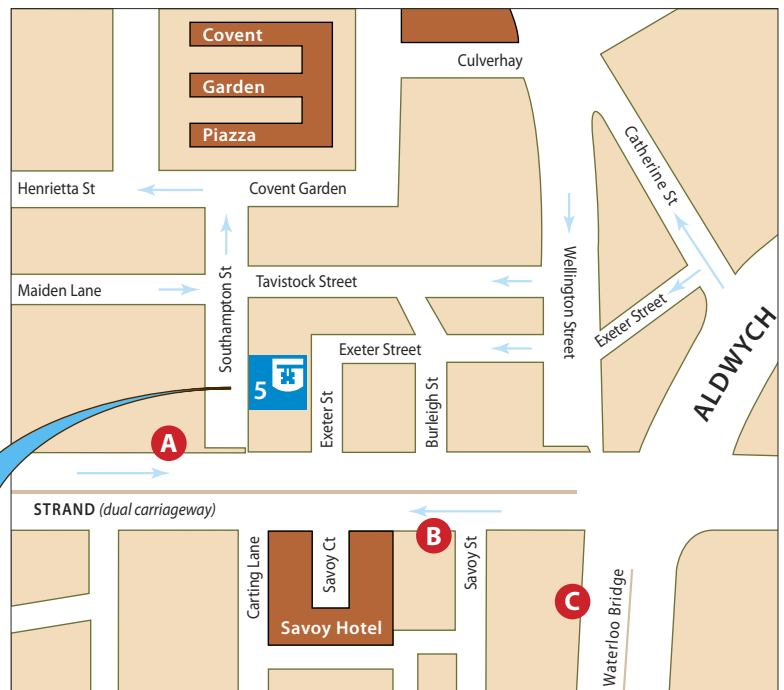 Covent
Garden
Piazza
Culverhay
Catherine St
Henrietta St
Covent Garden
Southampton St
Wellington Street
Maiden Lane
Tavistock Street
Exeter Street
Exeter Street
ALDWYCH
5
Exeter St
Burleigh St
A
STRAND (dual carriageway)
B
Carting Lane
Savoy Ct
Savoy St
Savoy Hotel
C
Waterloo Bridge